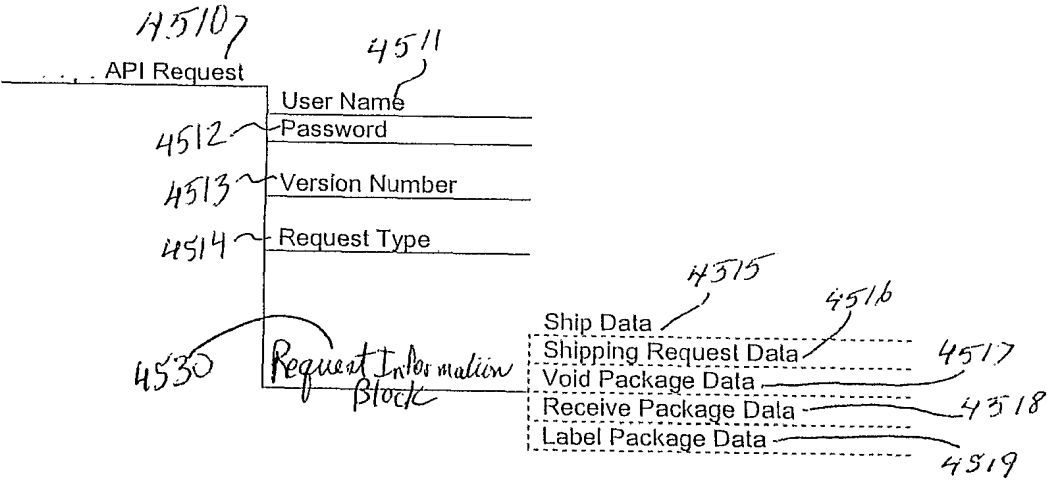 4510
4511
.... API Request
User Name
4512 Password
4513 Version Number
4514 Request Type
4515
4516
Ship Data
Shipping Request Data
4517
4530 Request Information
Void Package Data
Block
Receive Package Data
4518
Label Package Data
4519